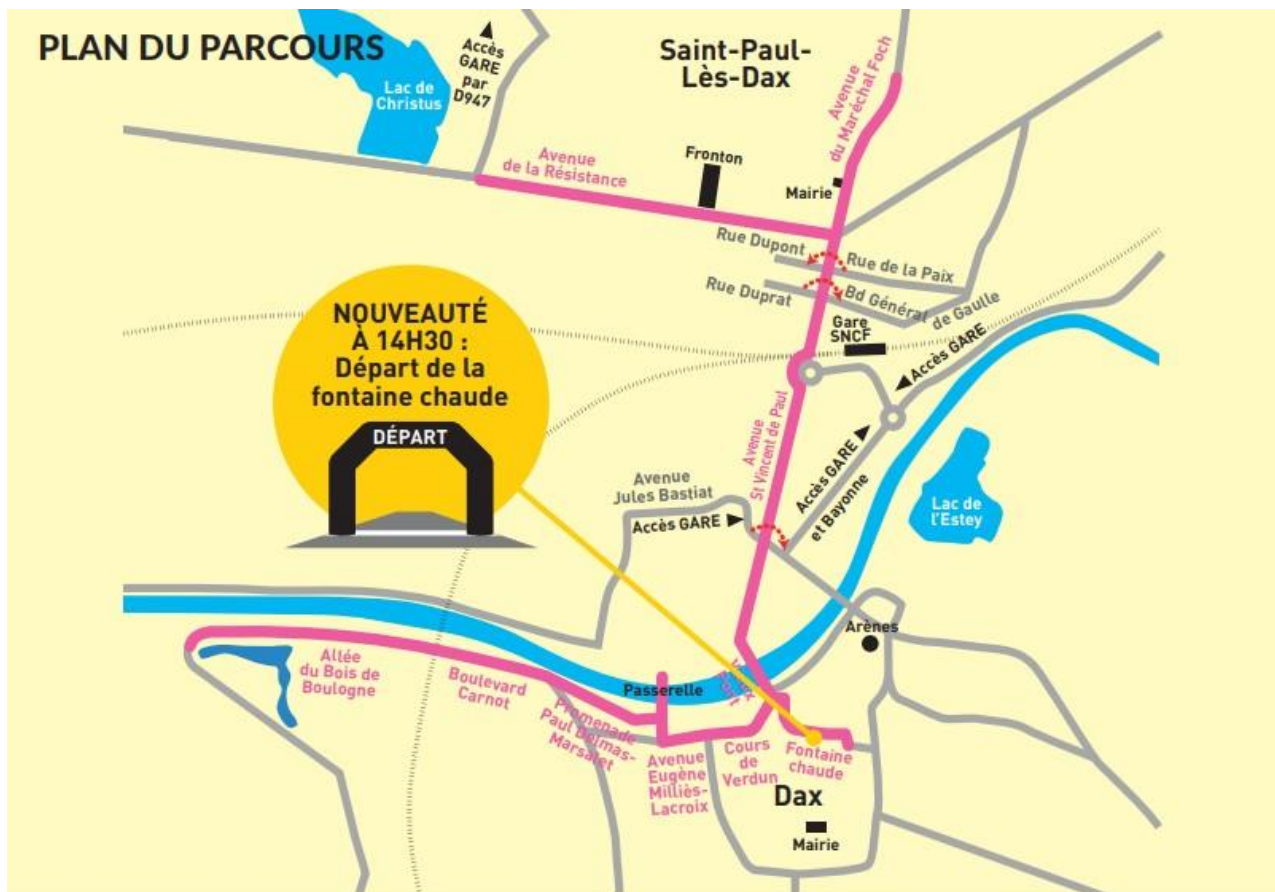 PLAN DU PARCOURS
Accès
GARE
par
D947
Lac de
Christus
Saint-Paul-
Lès-Dax
Avenue
du Maréchal Foch
Avenue
de la Résistance
Fronton
Mairie
Rue Dupont
Rue de la Paix
Rue Duprat
Bd Général
de Gaulle
Gare
SNCF
Accès GARE
NOUVEAUTÉ
À 14H30 :
Départ de la
fontaine chaude
DÉPART
Avenue
St Vincent de Paul
Avenue
Jules Bastiat
Accès GARE
Accès GARE
et Bayonne
Lac de
l'Estey
Arènes
Allée
du Bois de
Boulogne
Boulevard
Carnot
Passerelle
Vieux
Pont
Promenade
Paul Delmas-
Marsalet
Avenue
Eugène
Milliès-
Lacroix
Cours
de
Verdun
Fontaine
chaude
Dax
Mairie